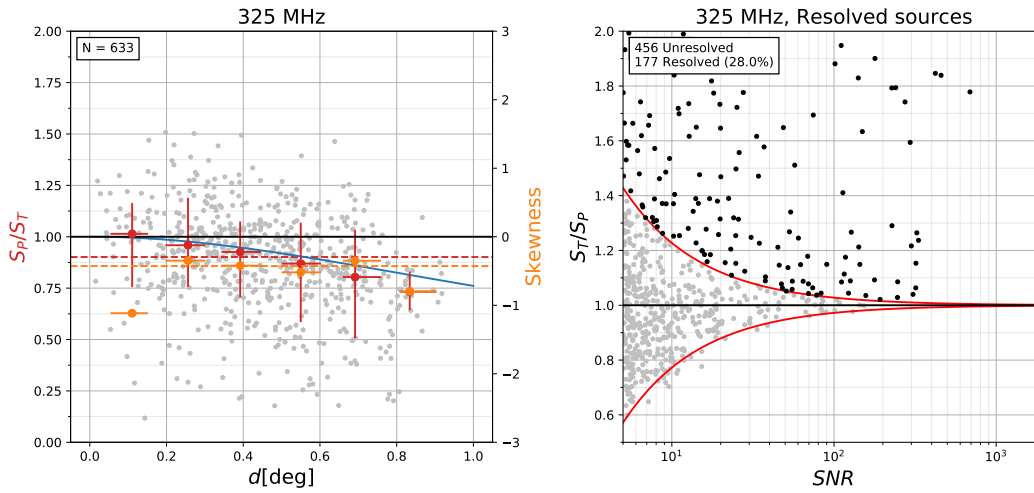 325 MHz
N = 633
2.00
1.75
1.50
1.25
1.00
0.75
0.50
0.25
0.00
S_P/S_T
3
2
1
0
−1
−2
−3
Skewness
0.0 0.2 0.4 0.6 0.8 1.0
d[deg]
325 MHz, Resolved sources
456 Unresolved
177 Resolved (28.0%)
2.0
1.8
1.6
1.4
1.2
1.0
0.8
0.6
S_T/S_P
10^1 10^2 10^3
SNR